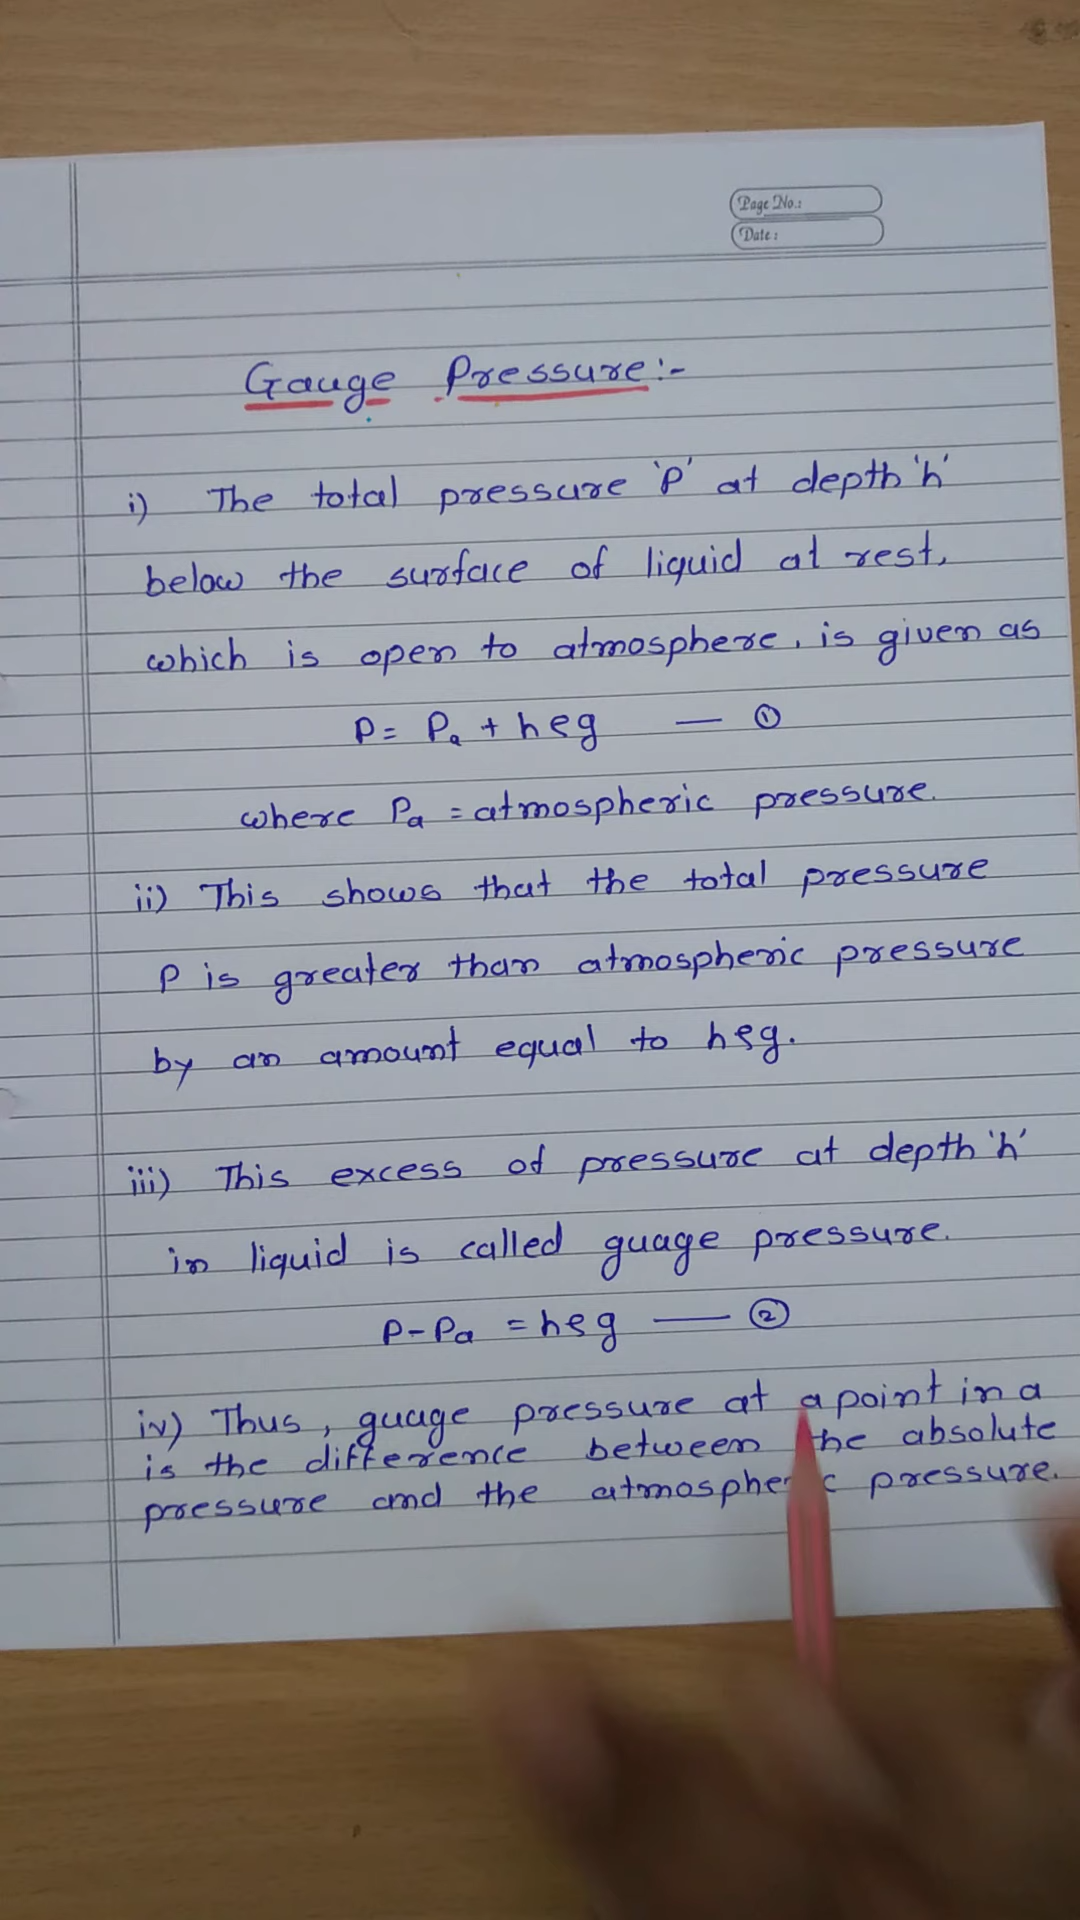 Page No.:
Date :
Gauge Pressure:-
i) The total pressure 'P' at depth 'h'
below the surface of liquid at rest,
which is open to atmosphere, is given as
P = Pa + hρg — ①
where Pa = atmospheric pressure.
ii) This shows that the total pressure
P is greater than atmospheric pressure
by an amount equal to hρg.
iii) This excess of pressure at depth 'h'
in liquid is called guage pressure.
P - Pa = hρg — ②
iv) Thus, guage pressure at a point in a
is the difference between the absolute
pressure and the atmospheric pressure.